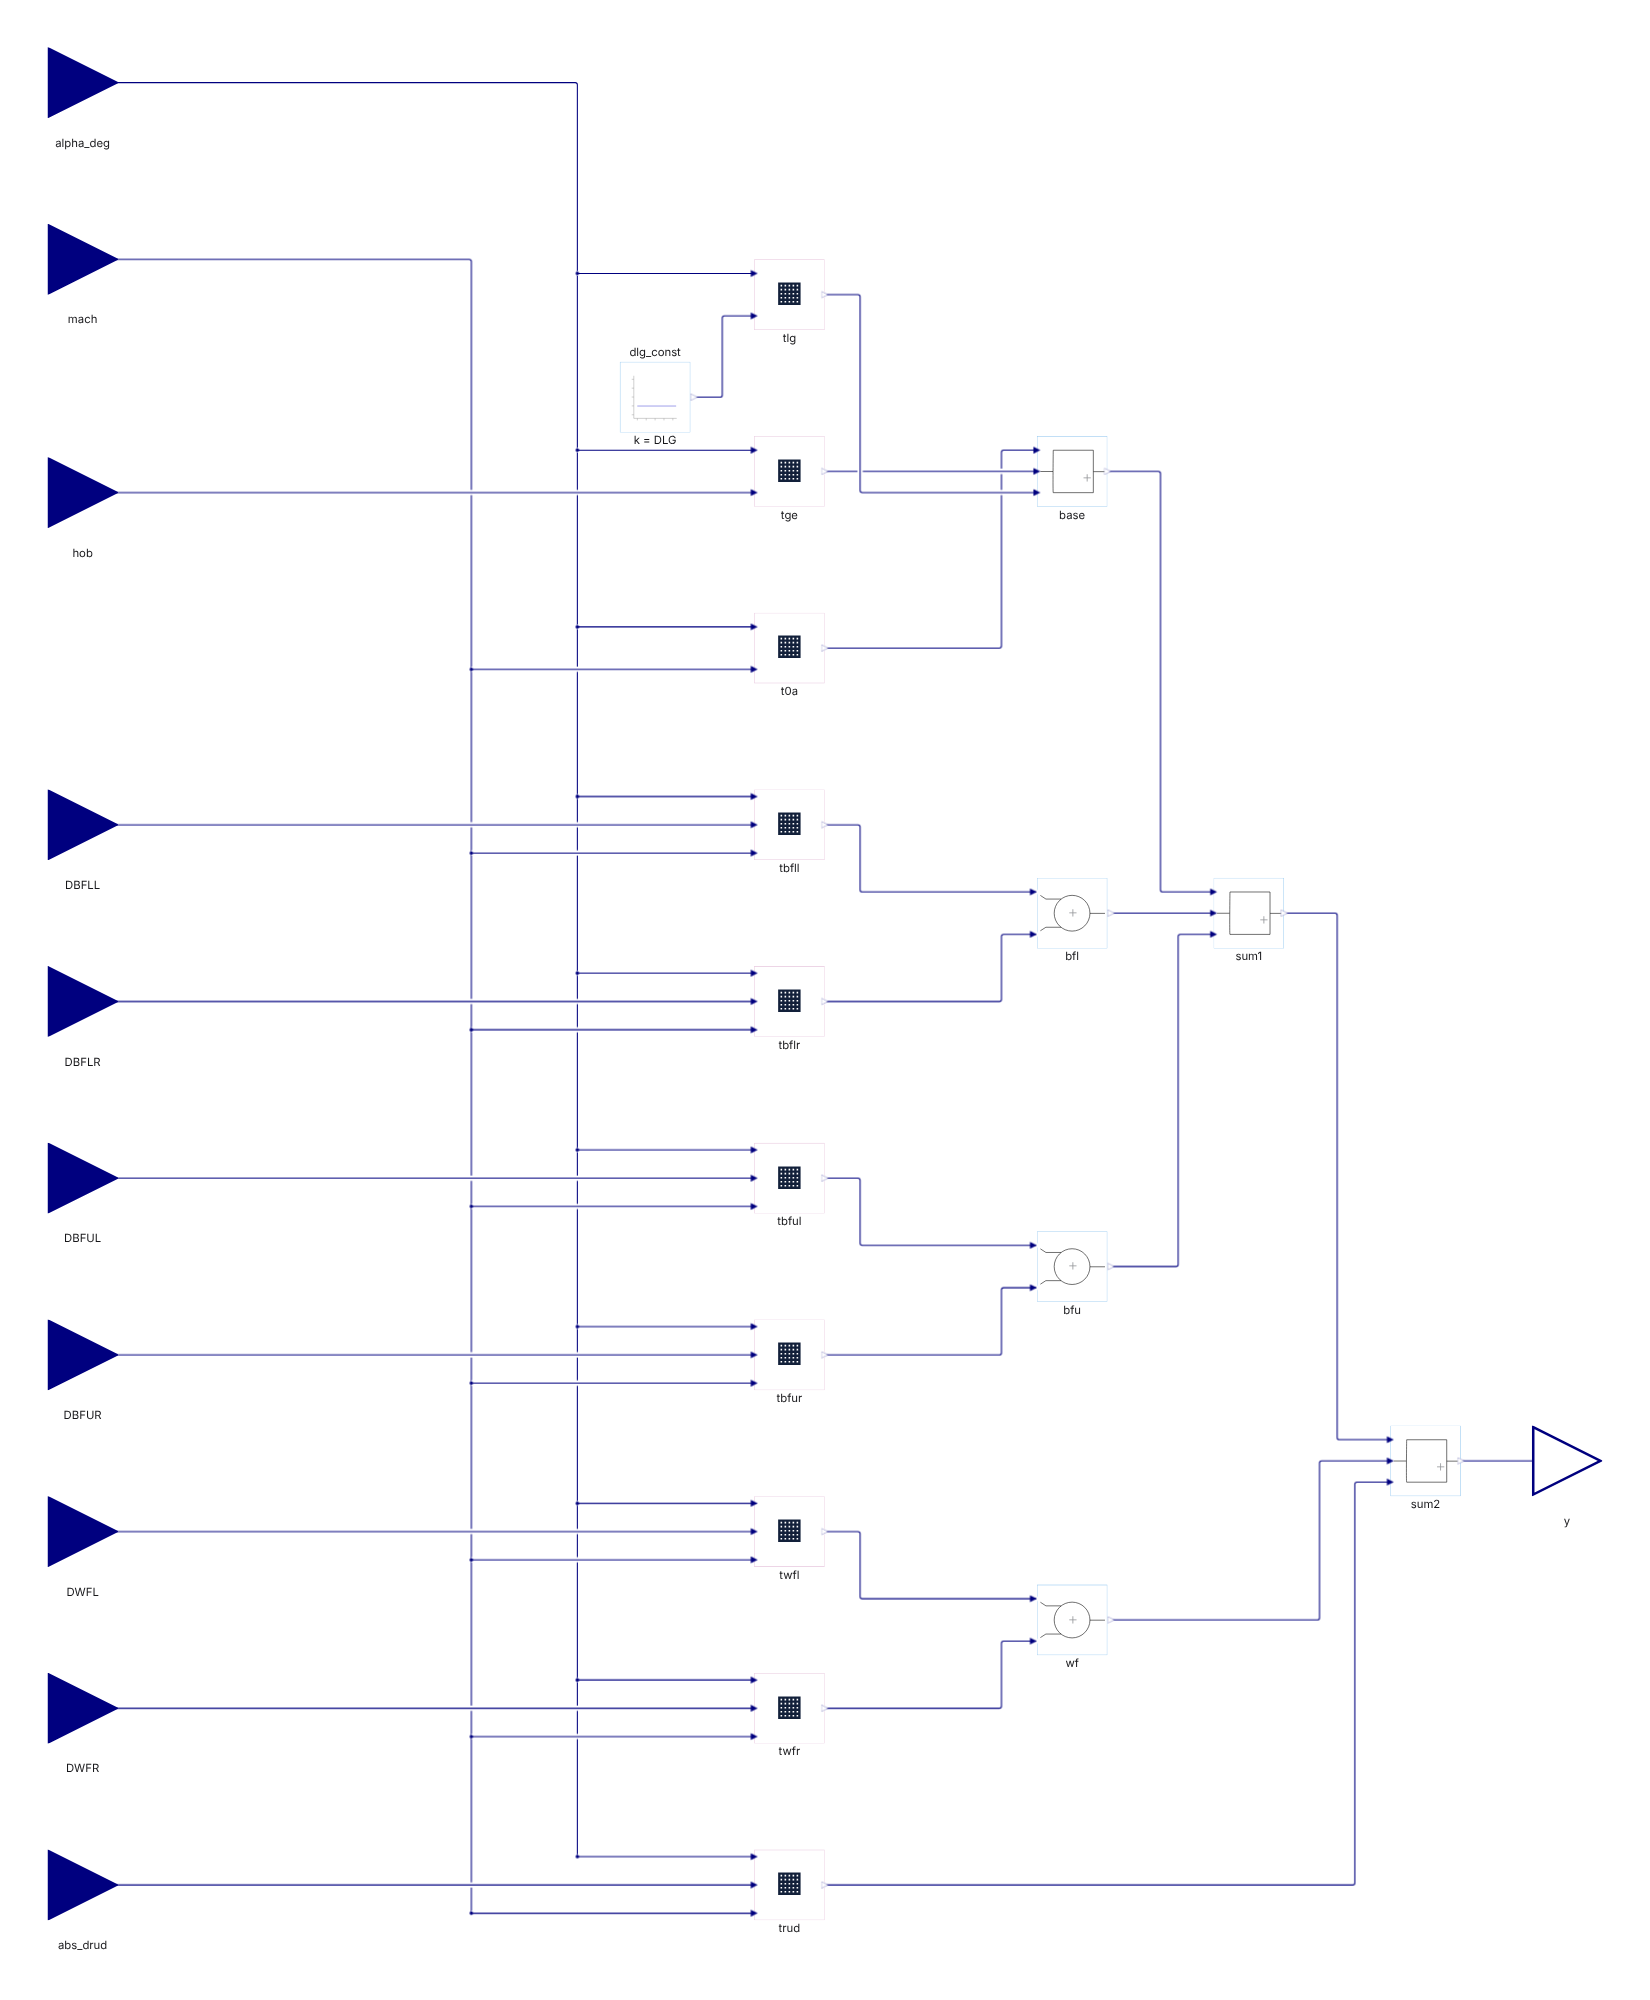 alpha_deg
mach
tlg
dlg_const
k = DLG
tge
base
hob
t0a
tbfll
DBFLL
bfl
sum1
tbflr
DBFLR
tbful
DBFUL
bfu
tbfur
DBFUR
sum2
y
twfl
DWFL
wf
twfr
DWFR
trud
abs_drud